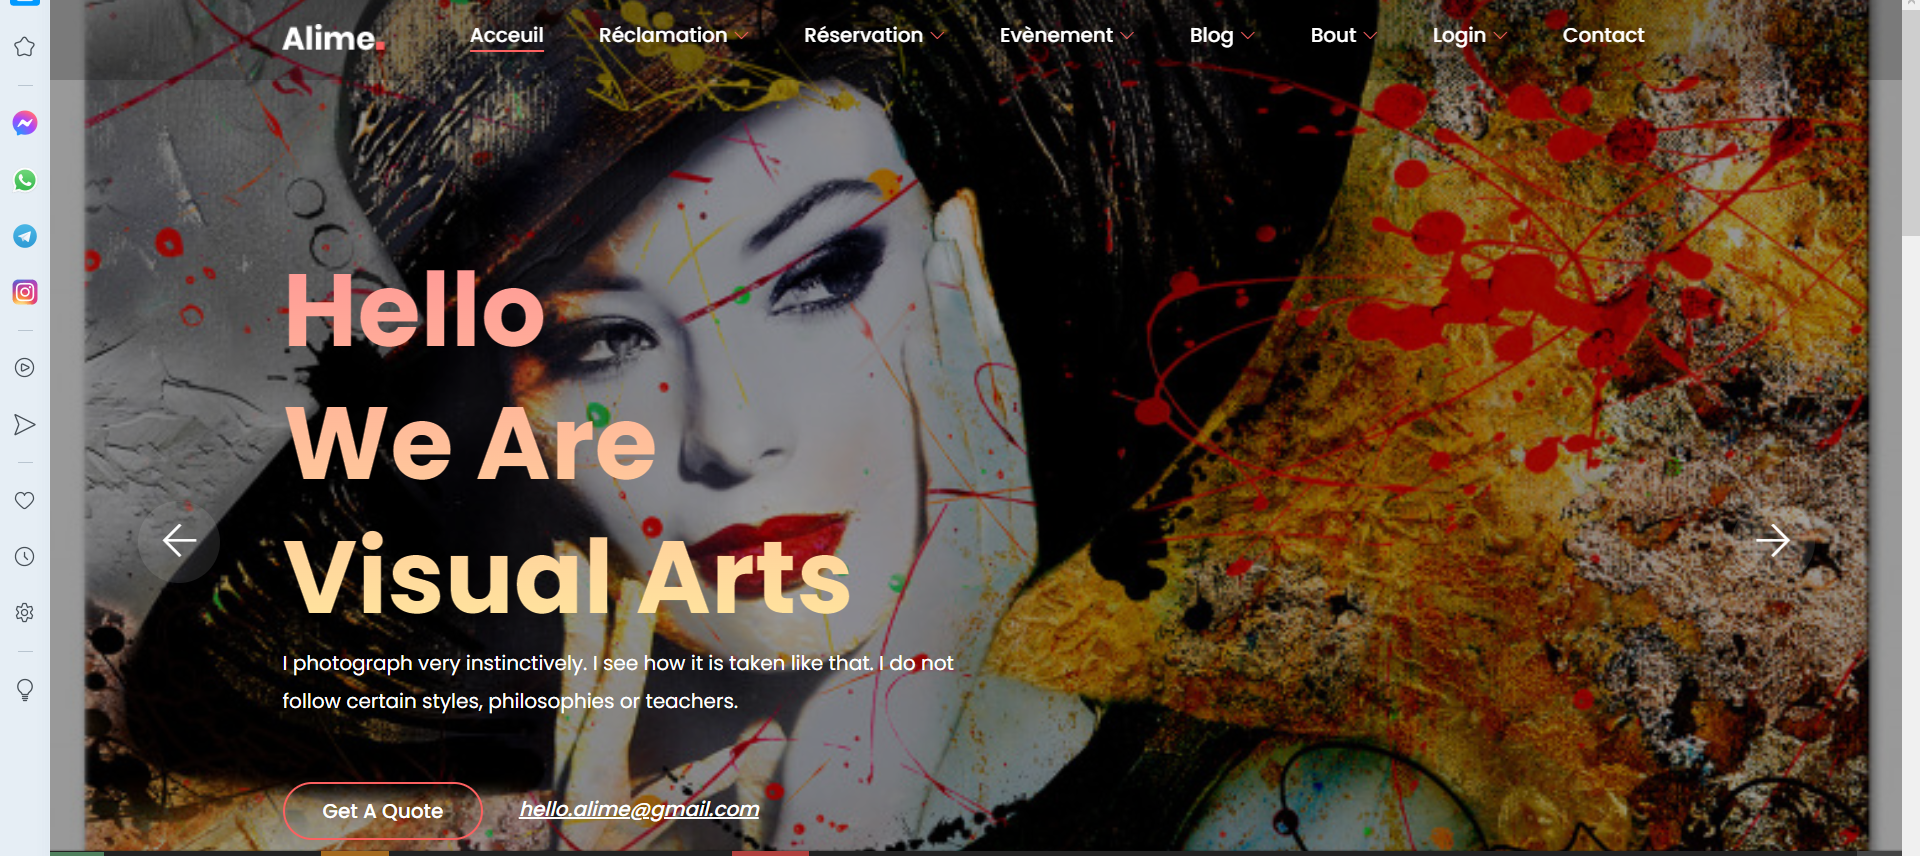 Alime.
Acceuil Réclamation Réservation Evènement Blog Bout Login Contact
Hello
We Are
Visual Arts
I photograph very instinctively. I see how it is taken like that. I do not
follow certain styles, philosophies or teachers.
Get A Quote hello.alime@gmail.com